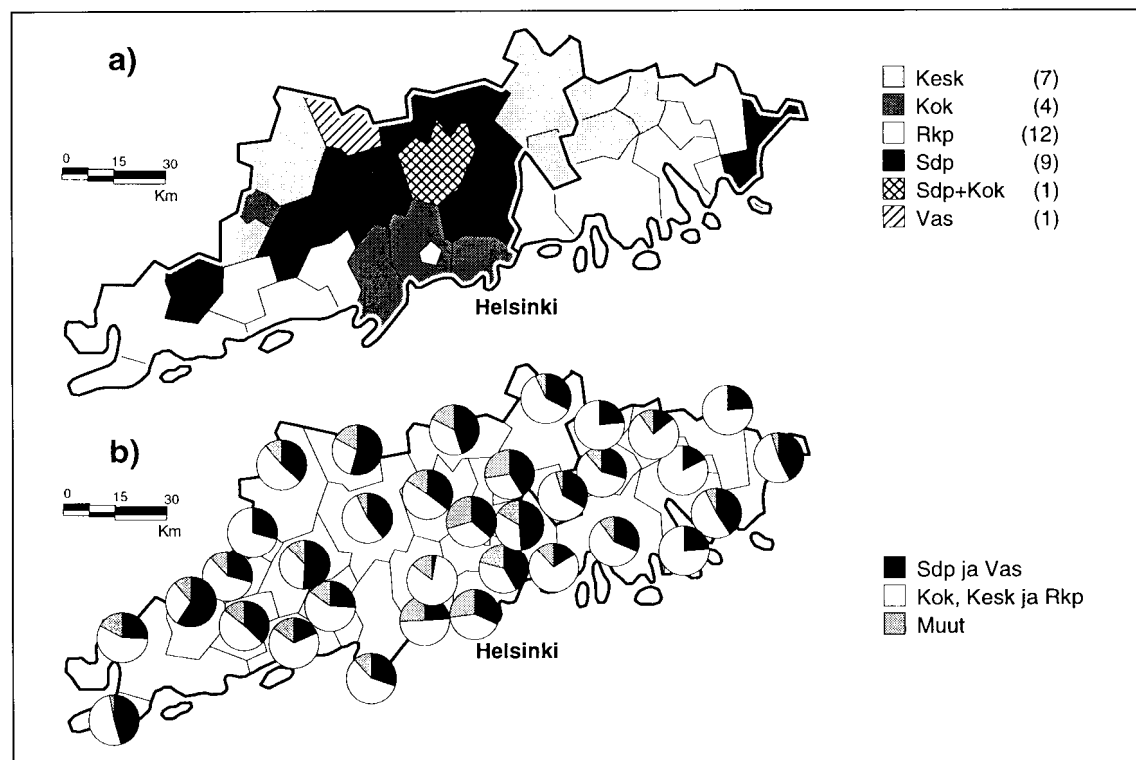 a)
0 15 30
Km
Kesk (7)
Kok (4)
Rkp (12)
Sdp (9)
Sdp+Kok (1)
Vas (1)
Helsinki
b)
0 15 30
Km
Sdp ja Vas
Kok, Kesk ja Rkp
Muut
Helsinki